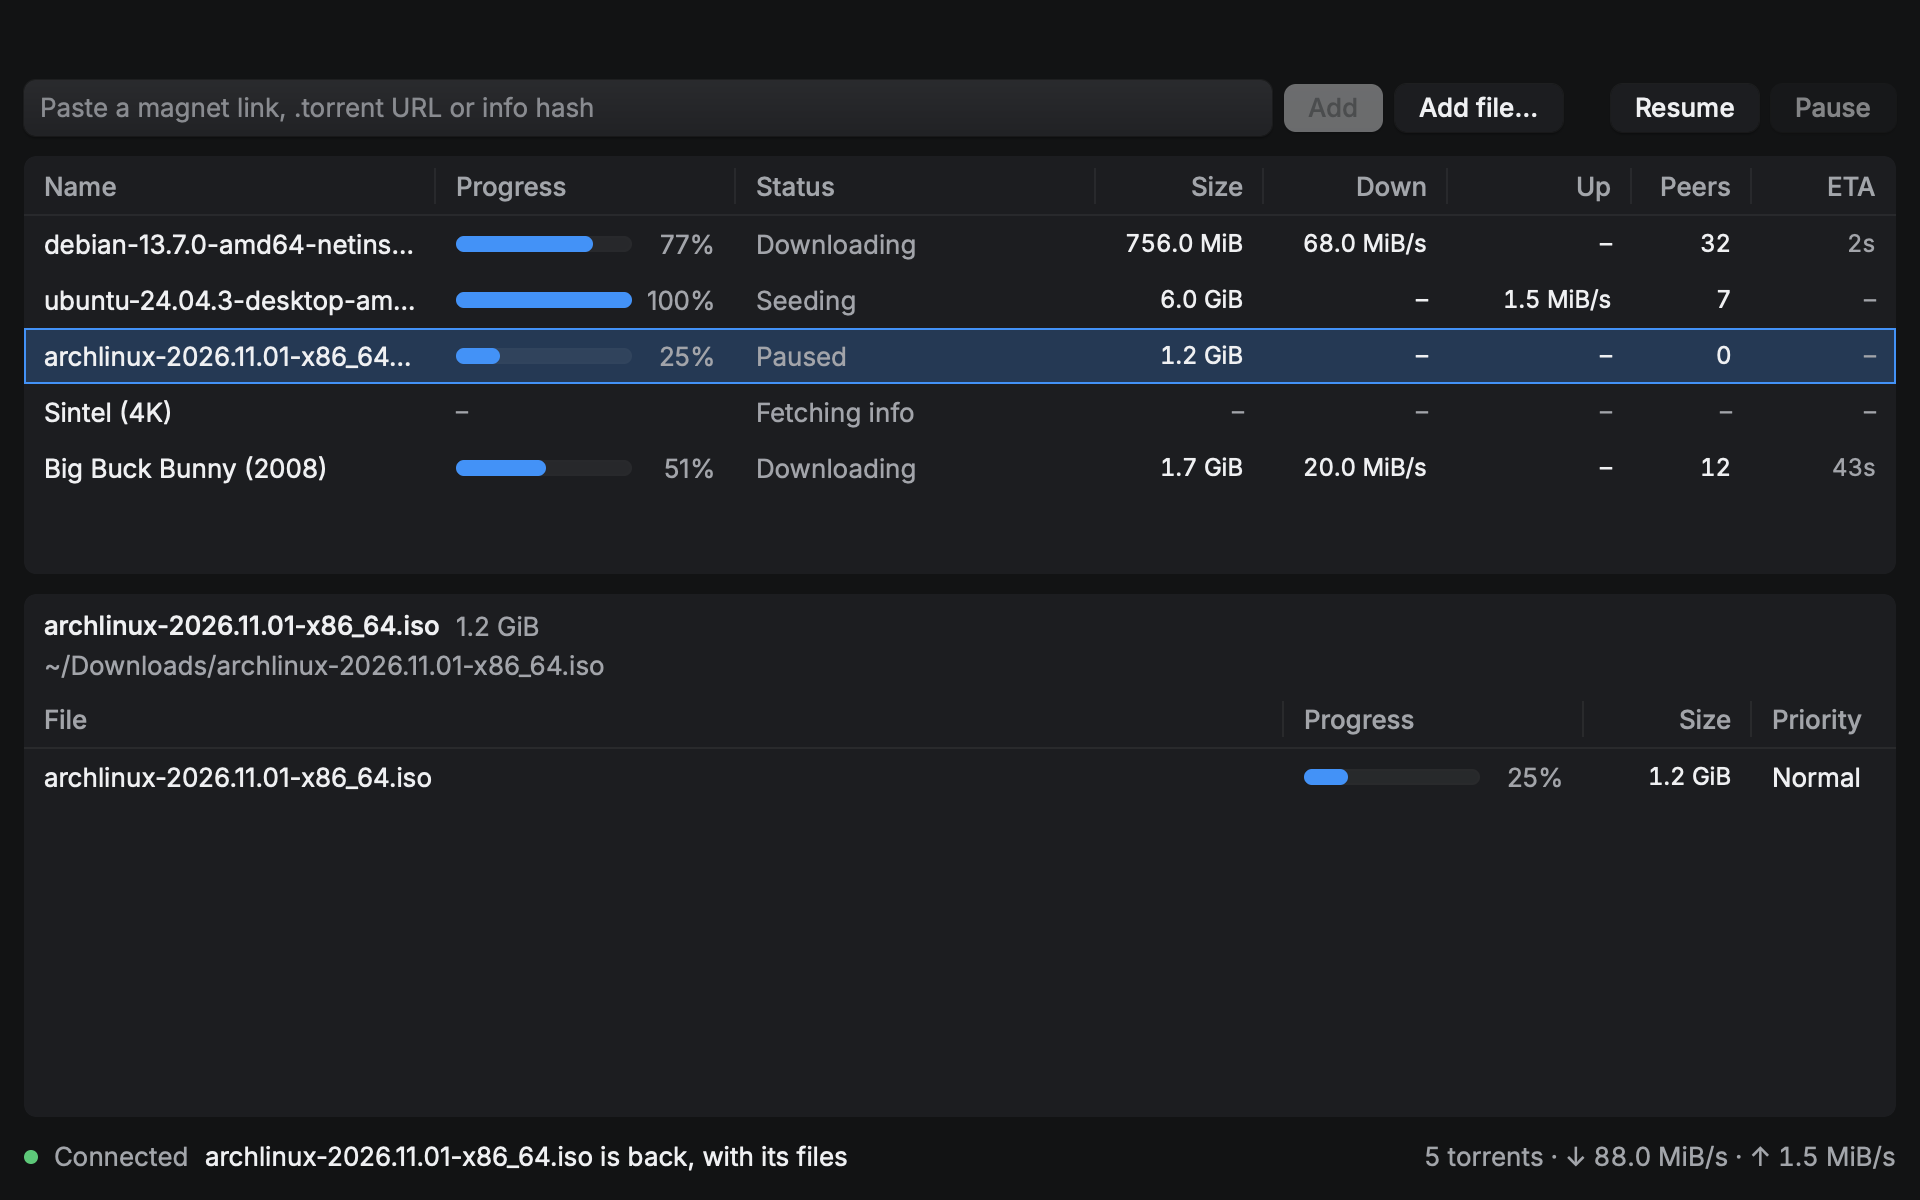 Paste a magnet link, .torrent URL or info hash Add Add file... Resume Pause
Name Progress Status Size Down Up Peers ETA
debian-13.7.0-amd64-netins... 77% Downloading 756.0 MiB 68.0 MiB/s – 32 2s
ubuntu-24.04.3-desktop-am... 100% Seeding 6.0 GiB – 1.5 MiB/s 7 –
archlinux-2026.11.01-x86_64... 25% Paused 1.2 GiB – – 0 –
Sintel (4K) – Fetching info – – – – –
Big Buck Bunny (2008) 51% Downloading 1.7 GiB 20.0 MiB/s – 12 43s
archlinux-2026.11.01-x86_64.iso 1.2 GiB
~/Downloads/archlinux-2026.11.01-x86_64.iso
File Progress Size Priority
archlinux-2026.11.01-x86_64.iso 25% 1.2 GiB Normal
Connected archlinux-2026.11.01-x86_64.iso is back, with its files 5 torrents · ↓ 88.0 MiB/s · ↑ 1.5 MiB/s